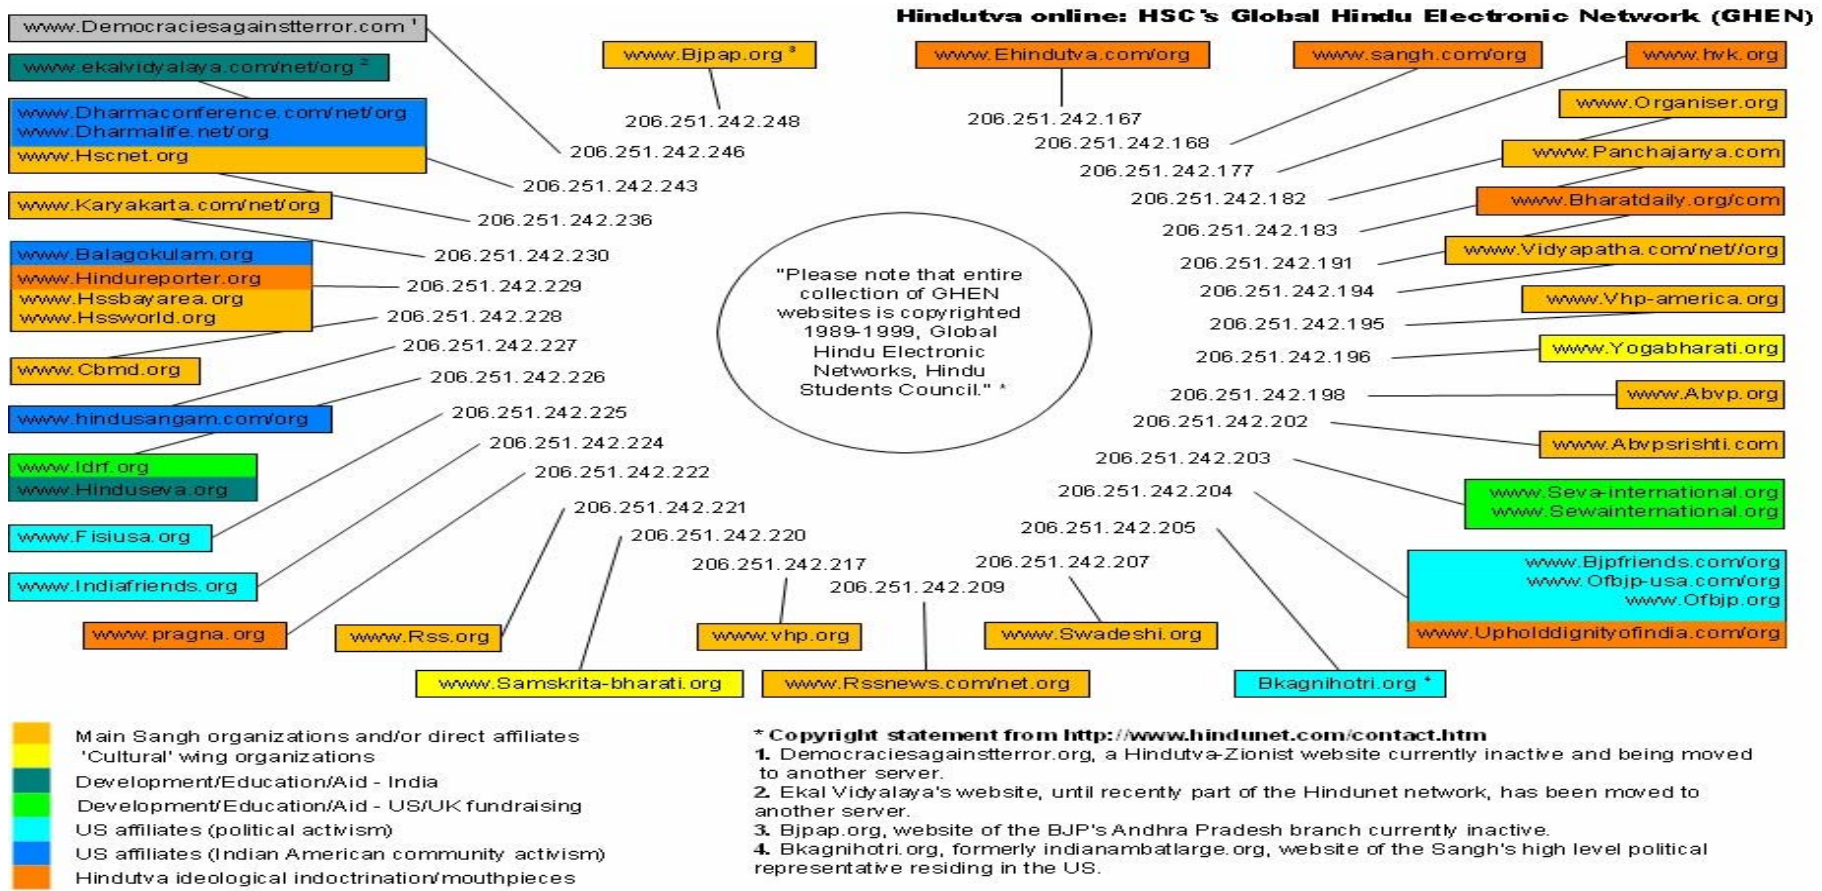 Hindutva online: HSC's Global Hindu Electronic Network (GHEN)
www.Democraciesagainstterror.com 1
www.ekalvidyalaya.com/net/org 2
www.Dharmaconference.com/net/org
www.Dharmalife.net/org
www.Hscnet.org
www.Karyakarta.com/net/org
www.Balagokulam.org
www.Hindureporter.org
www.Hssbayarea.org
www.Hssworld.org
www.Cbmd.org
www.hindusangam.com/org
www.Idrf.org
www.Hinduseva.org
www.Fisiusa.org
www.Indiafriends.org
www.pragna.org
www.Rss.org
www.Samskrita-bharati.org
www.vhp.org
www.Rssnews.com/net.org
www.Swadeshi.org
Bkagnihotri.org 4
www.Bjpap.org 3
www.Ehindutva.com/org
www.sangh.com/org
www.hvk.org
www.Organiser.org
www.Panchajanya.com
www.Bharatdaily.org/com
www.Vidyapatha.com/net//org
www.Vhp-america.org
www.Yogabharati.org
www.Abvp.org
www.Abvpsrishti.com
www.Seva-international.org
www.Sewainternational.org
www.Bjpfriends.com/org
www.Ofbjp-usa.com/org
www.Ofbjp.org
www.Upholddignityofindia.com/org
206.251.242.248
206.251.242.246
206.251.242.243
206.251.242.236
206.251.242.230
206.251.242.229
206.251.242.228
206.251.242.227
206.251.242.226
206.251.242.225
206.251.242.224
206.251.242.222
206.251.242.221
206.251.242.220
206.251.242.217
206.251.242.209
206.251.242.207
206.251.242.205
206.251.242.204
206.251.242.203
206.251.242.202
206.251.242.198
206.251.242.196
206.251.242.195
206.251.242.194
206.251.242.191
206.251.242.183
206.251.242.182
206.251.242.177
206.251.242.168
206.251.242.167
"Please note that entire
collection of GHEN
websites is copyrighted
1989-1999, Global
Hindu Electronic
Networks, Hindu
Students Council." *
Main Sangh organizations and/or direct affiliates
'Cultural' wing organizations
Development/Education/Aid - India
Development/Education/Aid - US/UK fundraising
US affiliates (political activism)
US affiliates (Indian American community activism)
Hindutva ideological indoctrination/mouthpieces
* Copyright statement from http://www.hindunet.com/contact.htm
1. Democraciesagainstterror.org, a Hindutva-Zionist website currently inactive and being moved
to another server.
2. Ekal Vidyalaya's website, until recently part of the Hindunet network, has been moved to
another server.
3. Bjpap.org, website of the BJP's Andhra Pradesh branch currently inactive.
4. Bkagnihotri.org, formerly indianambatlarge.org, website of the Sangh's high level political
representative residing in the US.